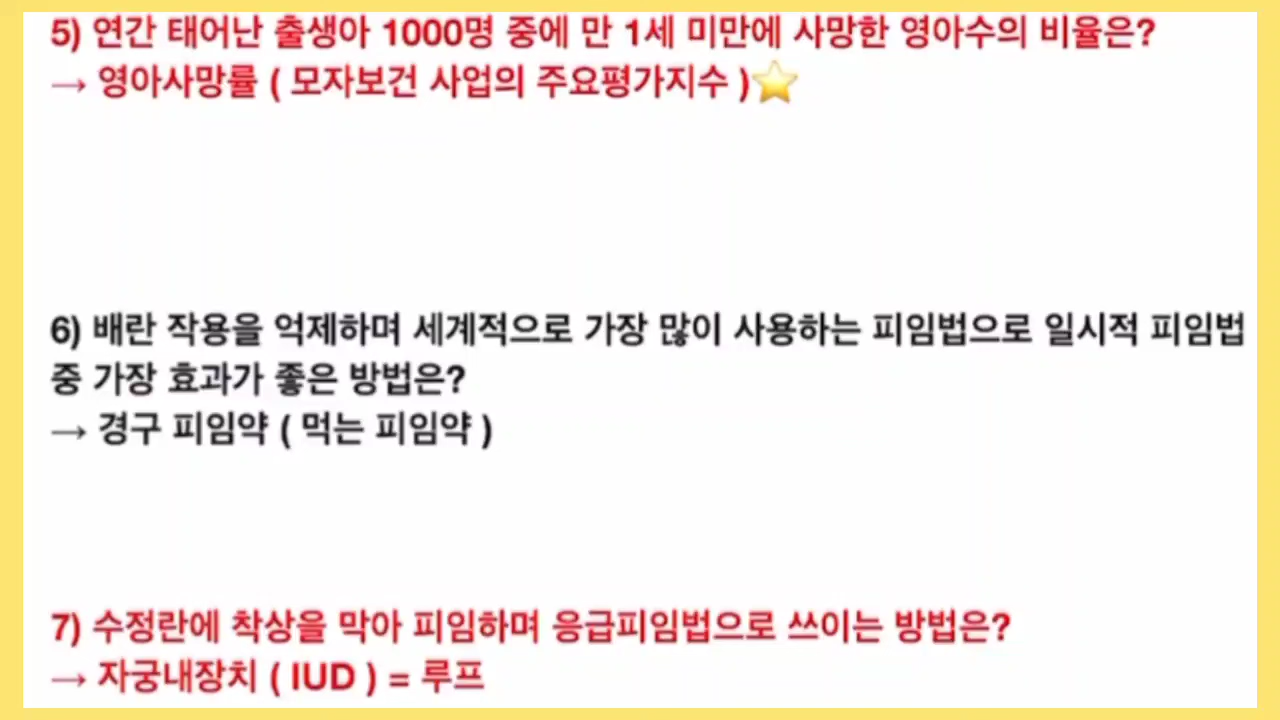 5) 연간 태어난 출생아 1000명 중에 만 1세 미만에 사망한 영아수의 비율은?
→ 영아사망률 ( 모자보건 사업의 주요평가지수 )⭐
6) 배란 작용을 억제하며 세계적으로 가장 많이 사용하는 피임법으로 일시적 피임법
중 가장 효과가 좋은 방법은?
→ 경구 피임약 ( 먹는 피임약 )
7) 수정란에 착상을 막아 피임하며 응급피임법으로 쓰이는 방법은?
→ 자궁내장치 ( IUD ) = 루프